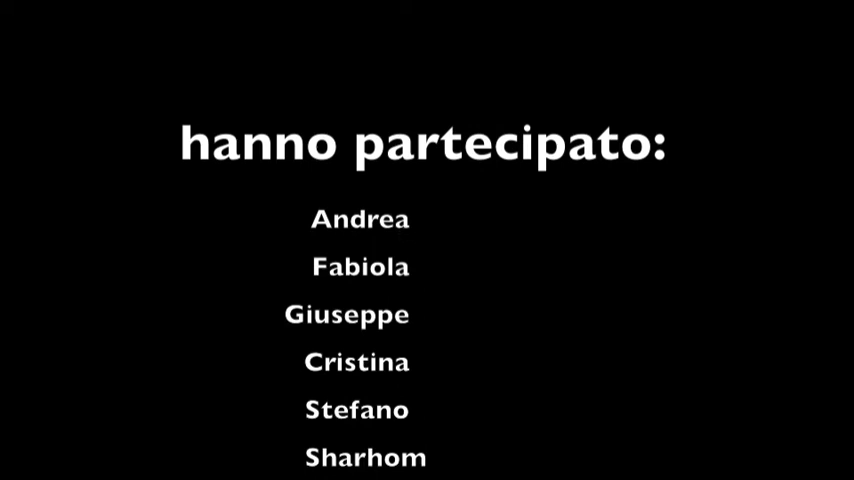 hanno partecipato:
Andrea
Fabiola
Giuseppe
Cristina
Stefano
Sharhom